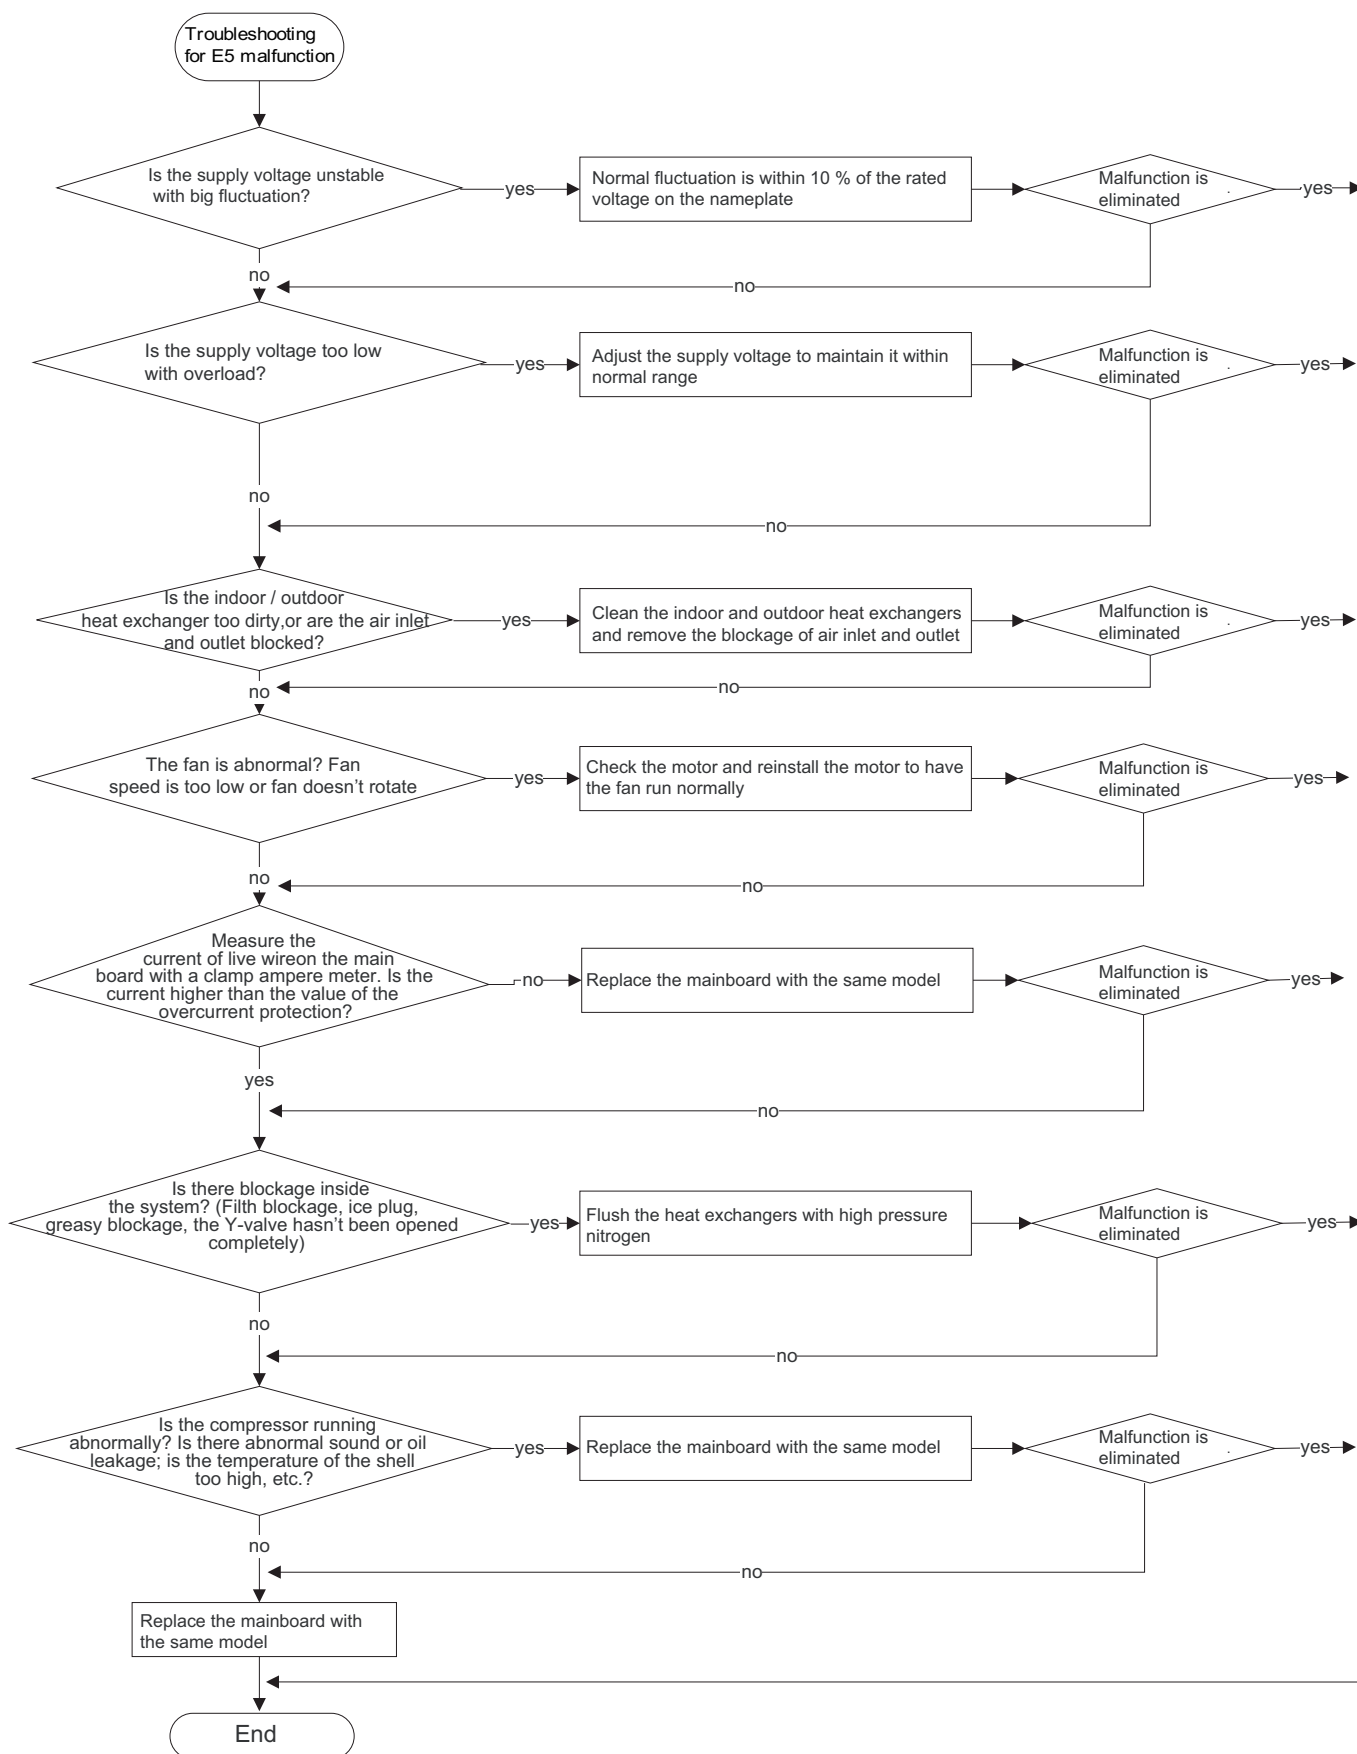 Troubleshooting
for E5 malfunction
Is the supply voltage unstable
with big fluctuation?
yes
Normal fluctuation is within 10 % of the rated
voltage on the nameplate
Malfunction is
eliminated
yes
no
no
Is the supply voltage too low
with overload?
yes
Adjust the supply voltage to maintain it within
normal range
Malfunction is
eliminated
yes
no
no
Is the indoor / outdoor
heat exchanger too dirty,or are the air inlet
and outlet blocked?
yes
Clean the indoor and outdoor heat exchangers
and remove the blockage of air inlet and outlet
Malfunction is
eliminated
yes
no
no
The fan is abnormal? Fan
speed is too low or fan doesn't rotate
yes
Check the motor and reinstall the motor to have
the fan run normally
Malfunction is
eliminated
yes
no
no
Measure the
current of live wireon the main
board with a clamp ampere meter. Is the
current higher than the value of the
overcurrent protection?
no
Replace the mainboard with the same model
Malfunction is
eliminated
yes
yes
no
Is there blockage inside
the system? (Filth blockage, ice plug,
greasy blockage, the Y-valve hasn't been opened
completely)
yes
Flush the heat exchangers with high pressure
nitrogen
Malfunction is
eliminated
yes
no
no
Is the compressor running
abnormally? Is there abnormal sound or oil
leakage; is the temperature of the shell
too high, etc.?
yes
Replace the mainboard with the same model
Malfunction is
eliminated
yes
no
no
Replace the mainboard with
the same model
End